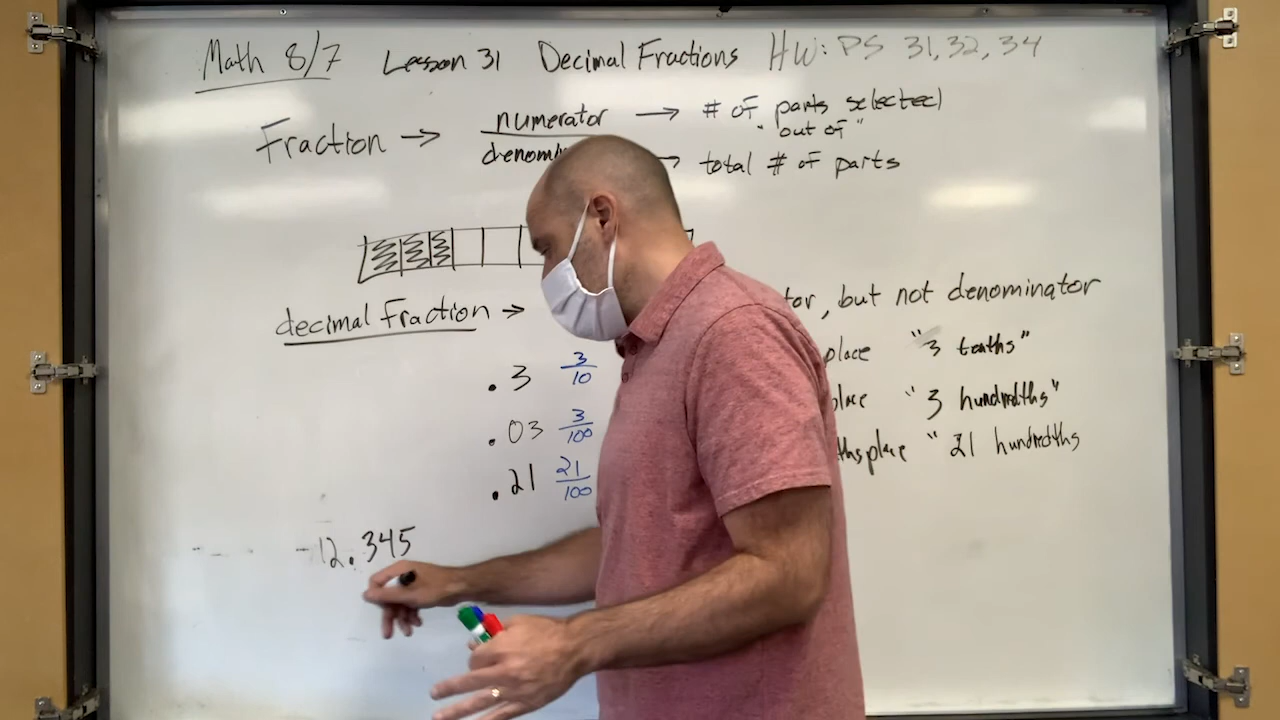 Math 8/7 Lesson 31 Decimal Fractions HW: PS 31, 32, 34
Fraction → numerator → # of parts selected
"out of"
denomi → total # of parts
decimal fraction → tor, but not denominator
.3 3/10 place "3 tenths"
.03 3/100 place "3 hundredths"
.21 21/100 thsplace "21 hundredths
12.345